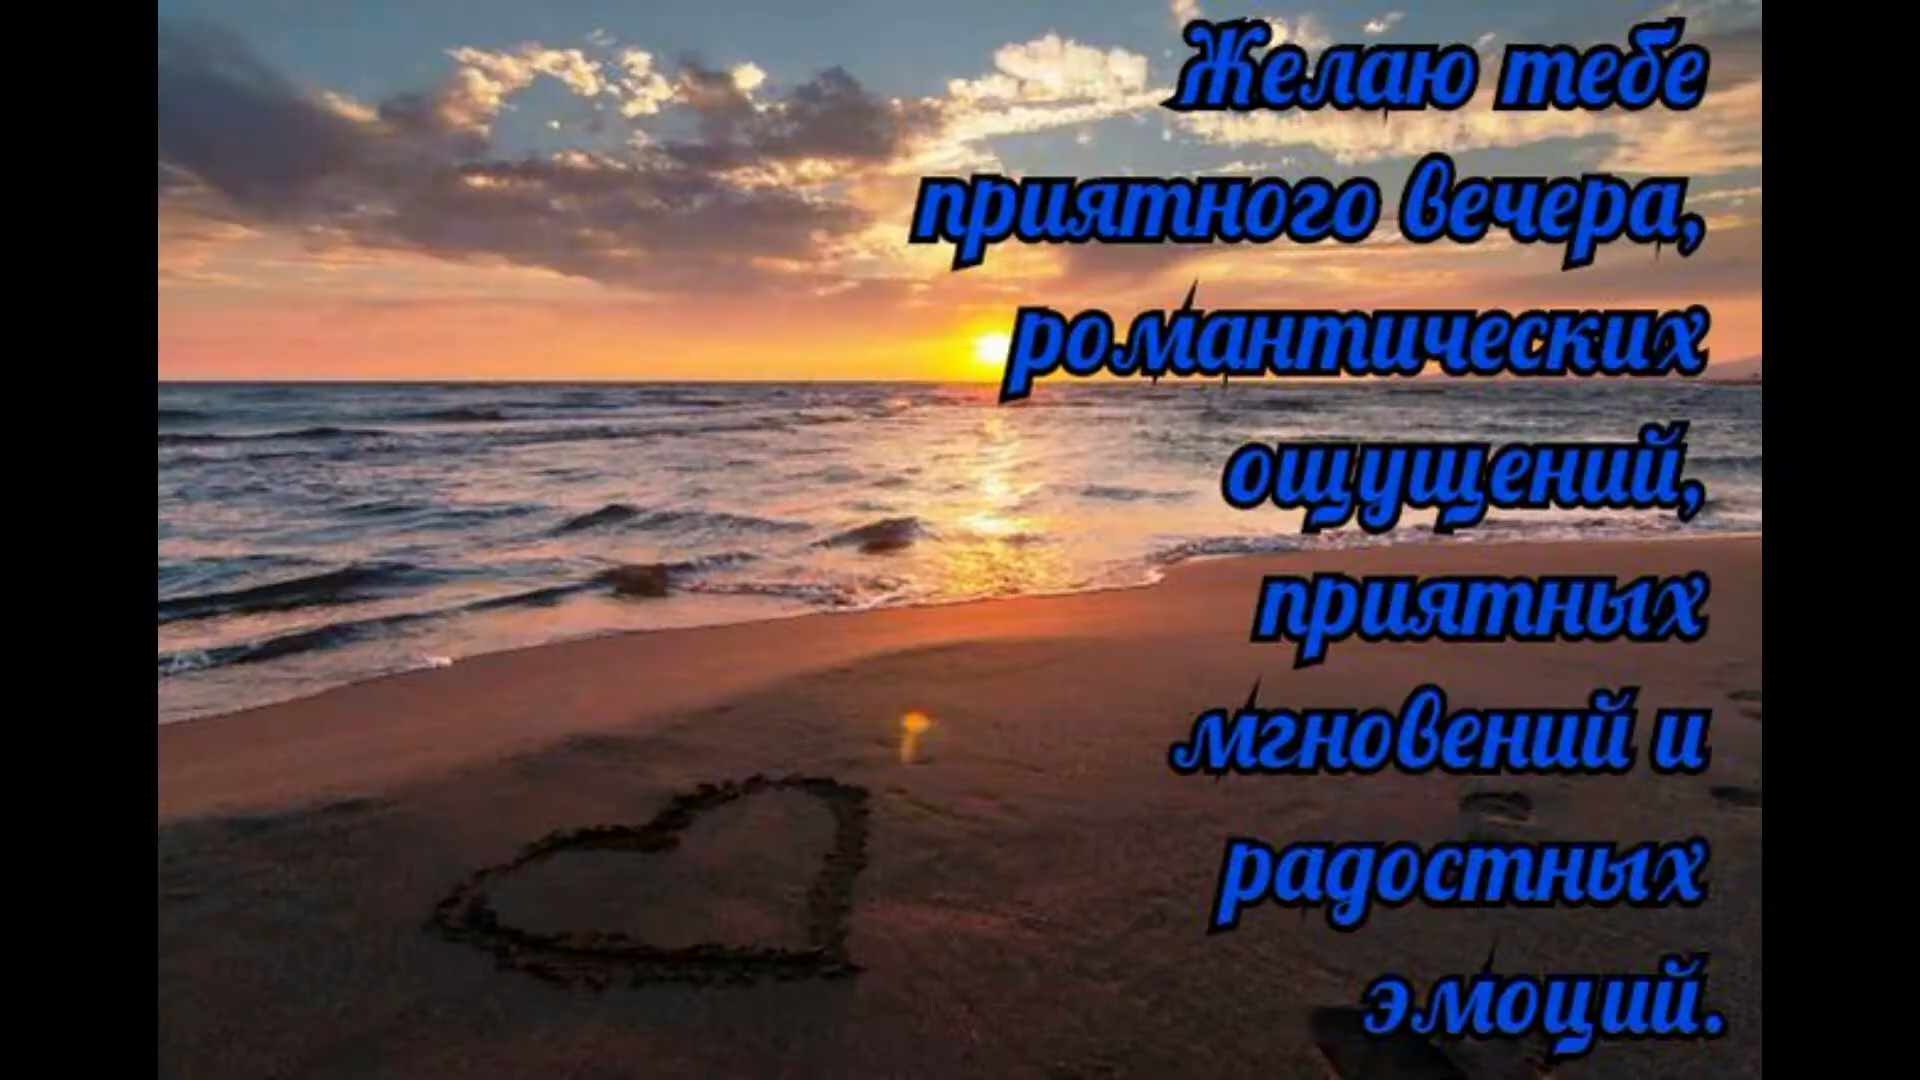 Желаю тебе
приятного вечера,
романтических
ощущений,
приятных
мгновений и
радостных
эмоций.